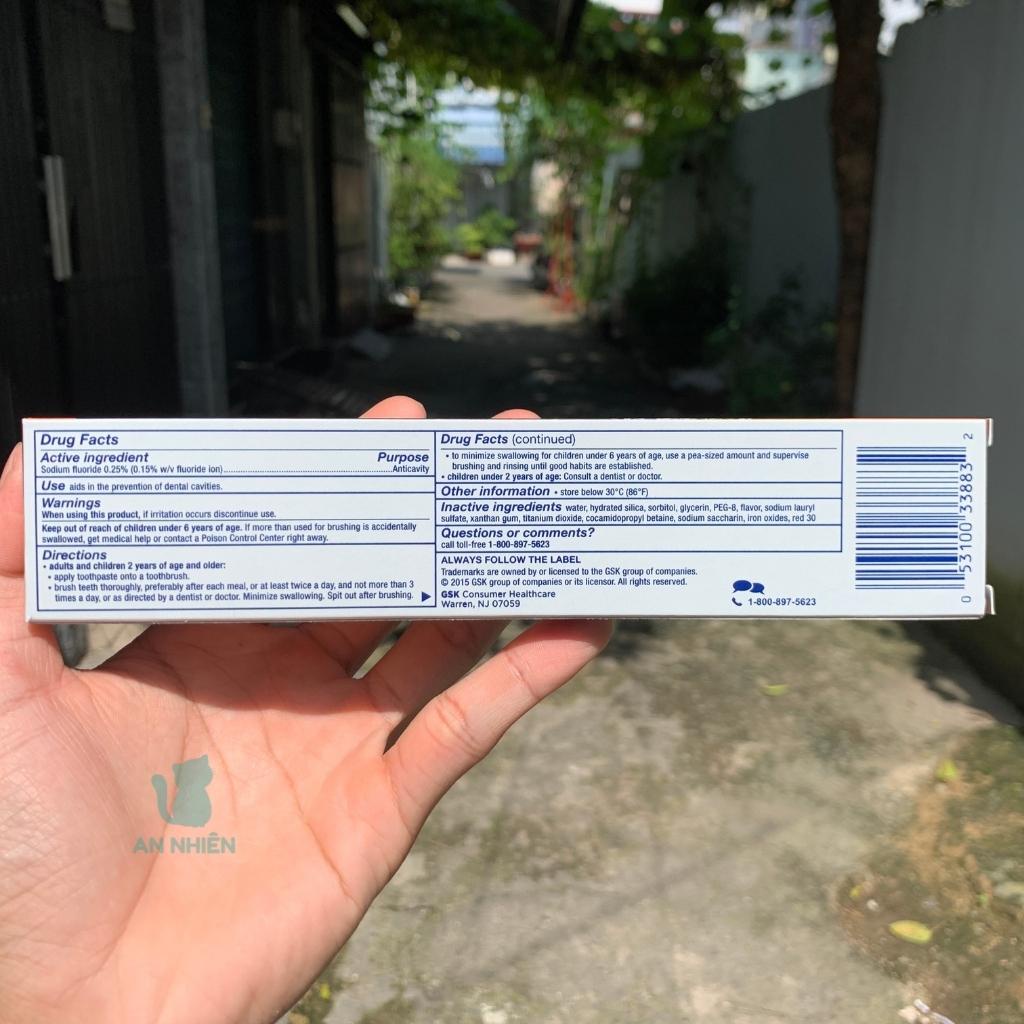 Drug Facts
Active ingredient Purpose
Sodium fluoride 0.25% (0.15% w/v fluoride ion)........................................ Anticavity
Use aids in the prevention of dental cavities.
Warnings
When using this product, if irritation occurs discontinue use.
Keep out of reach of children under 6 years of age. If more than used for brushing is accidentally
swallowed, get medical help or contact a Poison Control Center right away.
Directions
• adults and children 2 years of age and older:
• apply toothpaste onto a toothbrush.
• brush teeth thoroughly, preferably after each meal, or at least twice a day, and not more than 3
times a day, or as directed by a dentist or doctor. Minimize swallowing. Spit out after brushing.
Drug Facts (continued)
• to minimize swallowing for children under 6 years of age, use a pea-sized amount and supervise
brushing and rinsing until good habits are established.
• children under 2 years of age: Consult a dentist or doctor.
Other information • store below 30°C (86°F)
Inactive ingredients water, hydrated silica, sorbitol, glycerin, PEG-8, flavor, sodium lauryl
sulfate, xanthan gum, titanium dioxide, cocamidopropyl betaine, sodium saccharin, iron oxides, red 30
Questions or comments?
call toll-free 1-800-897-5623
ALWAYS FOLLOW THE LABEL
Trademarks are owned by or licensed to the GSK group of companies.
© 2015 GSK group of companies or its licensor. All rights reserved.
GSK Consumer Healthcare
Warren, NJ 07059
1-800-897-5623
0 53100 33883 2
AN NHIÊN